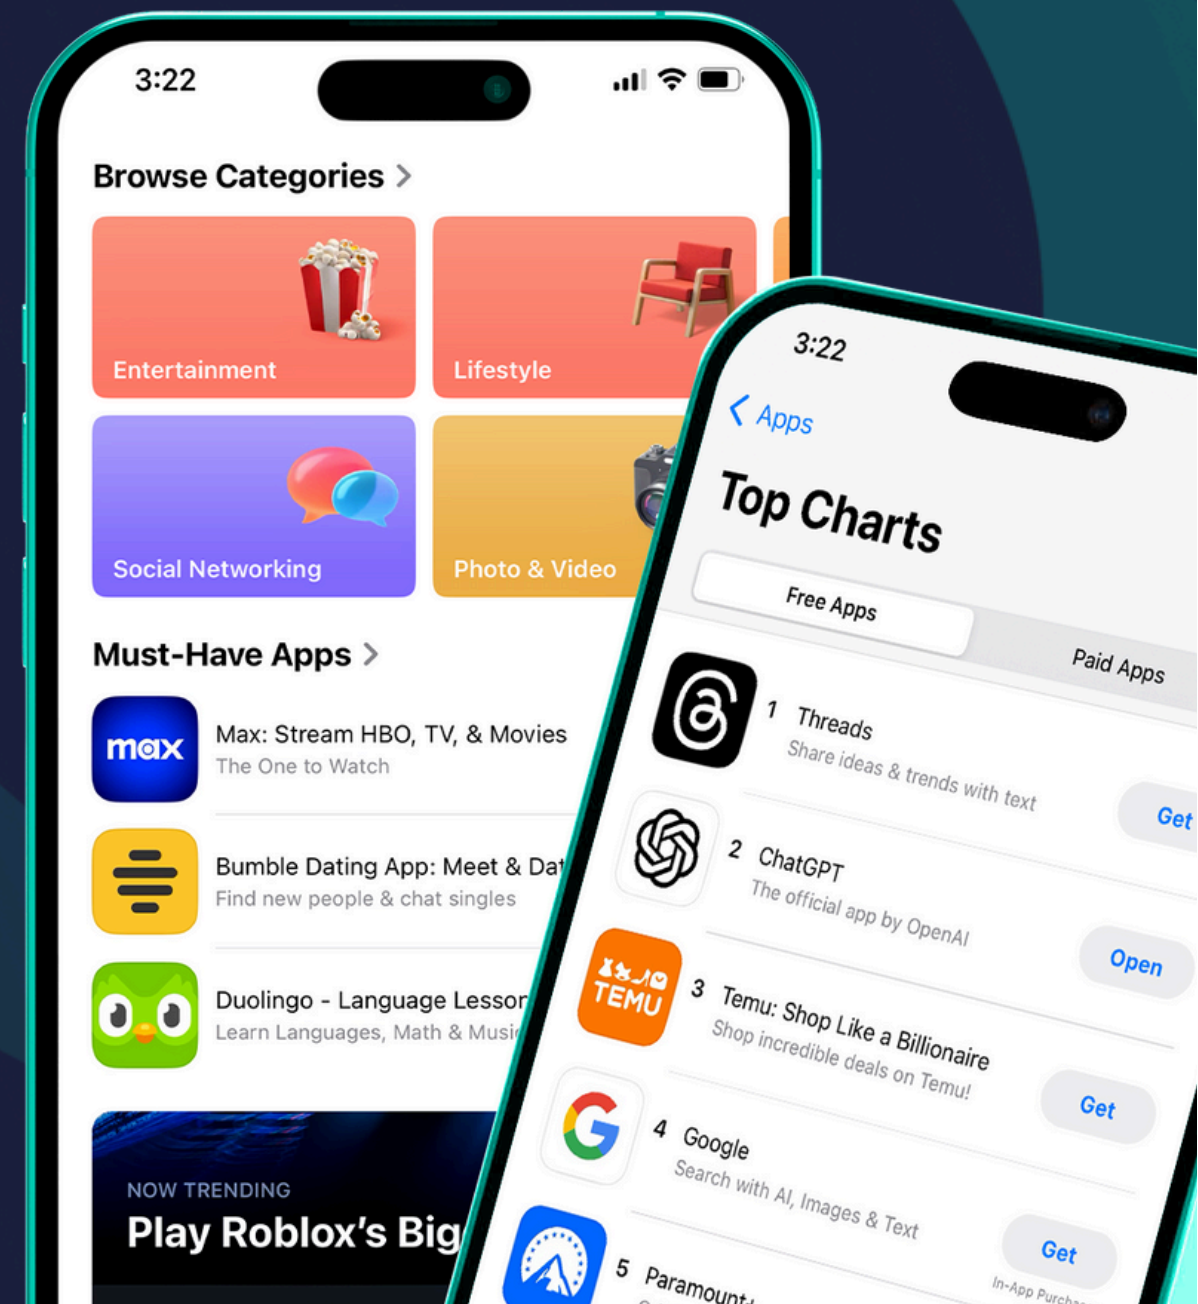 3:22
Browse Categories >
Entertainment
Lifestyle
Social Networking
Photo & Video
Must-Have Apps >
max
Max: Stream HBO, TV, & Movies
The One to Watch
Bumble Dating App: Meet &
Find new people & chat singles
Duolingo - Language
Learn Languages, Math &
NOW TRENDING
Play Roblox's
3:22
Apps
Top Charts
Free Apps
Paid Apps
1 Threads
Share ideas & trends with text
Get
2 ChatGPT
The official app by OpenAI
Open
TEMU
3 Temu: Shop Like a Billionaire
Shop incredible deals on Temu!
Get
G
4 Google
Search with AI, Images & Text
Get
In-App
5 Paramount+